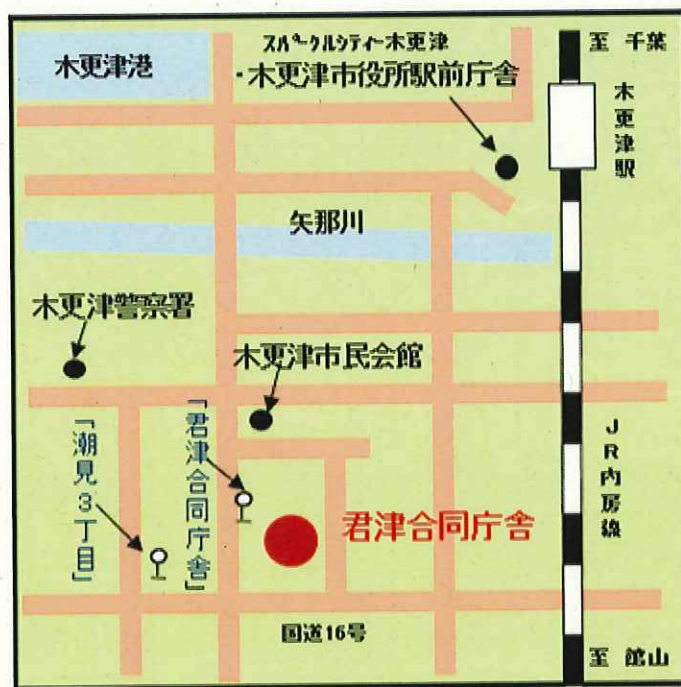 スパークルシティー木更津
・木更津市役所駅前庁舎
至 千葉
木更津港
木更津駅
矢那川
木更津警察署
木更津市民会館
「潮見３丁目」
「君津合同庁舎」
君津合同庁舎
JR内房線
国道16号
至 館山